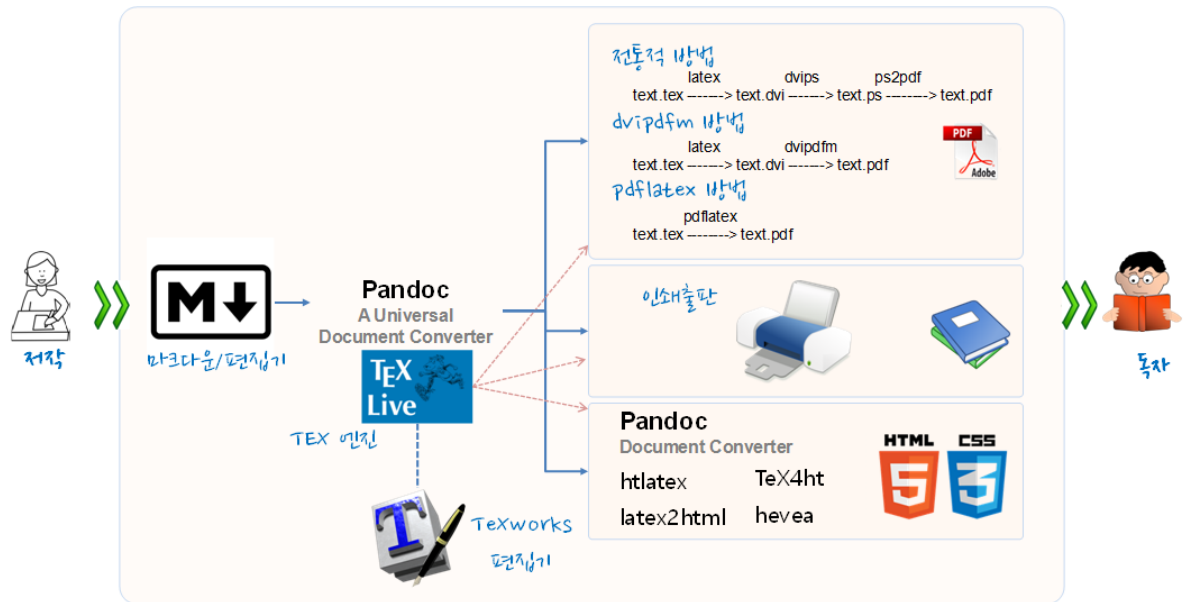 저작
마크다운/편집기
Pandoc
A Universal
Document Converter
TEX
Live
TEX 엔진
TeXworks
편집기
전통적 방법
latex dvips ps2pdf
text.tex -------> text.dvi -------> text.ps --------> text.pdf
dvipdfm 방법
latex dvipdfm
text.tex -------> text.dvi -------> text.pdf
pdflatex 방법
pdflatex
text.tex --------> text.pdf
PDF
Adobe
인쇄출판
Pandoc
Document Converter
htlatex TeX4ht
latex2html hevea
HTML CSS
5 3
독자
M
T